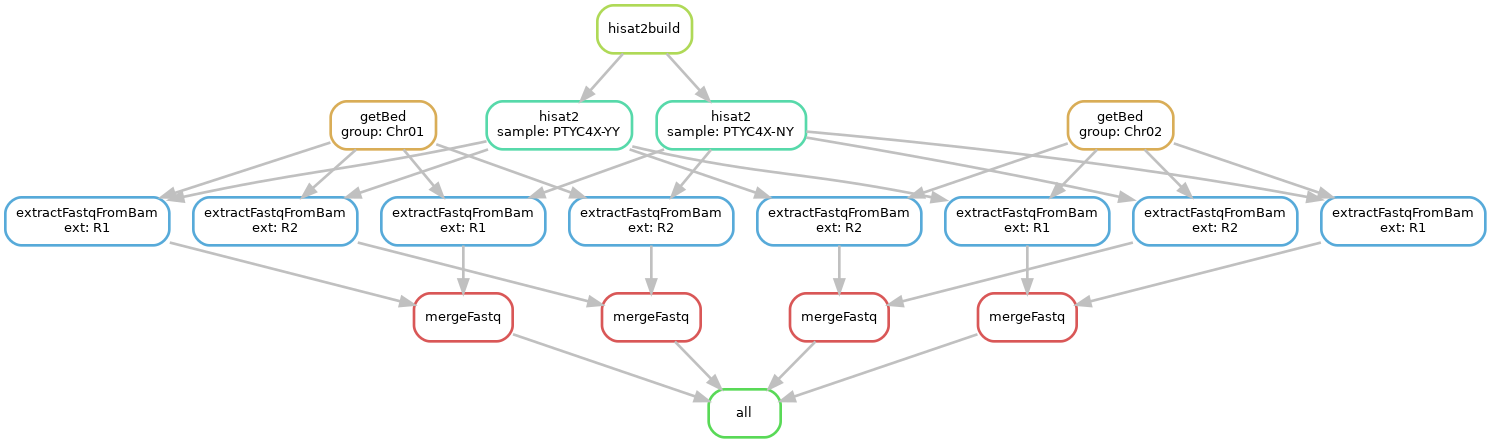 hisat2build
getBed
group: Chr01
hisat2
sample: PTYC4X-YY
hisat2
sample: PTYC4X-NY
getBed
group: Chr02
extractFastqFromBam
ext: R1
extractFastqFromBam
ext: R2
extractFastqFromBam
ext: R1
extractFastqFromBam
ext: R2
extractFastqFromBam
ext: R2
extractFastqFromBam
ext: R1
extractFastqFromBam
ext: R2
extractFastqFromBam
ext: R1
mergeFastq
mergeFastq
mergeFastq
mergeFastq
all